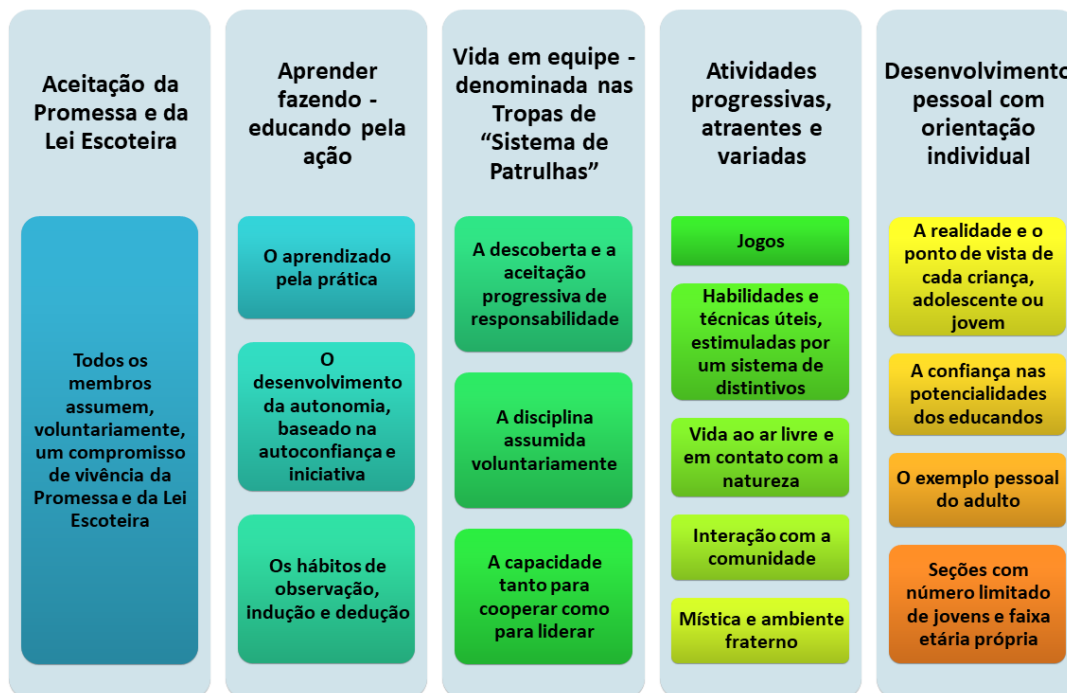 Aceitação da
Promessa e da
Lei Escoteira
Todos os
membros
assumem,
voluntariamente,
um compromisso
de vivência da
Promessa e da Lei
Escoteira
Aprender
fazendo -
educando pela
ação
O aprendizado
pela prática
O
desenvolvimento
da autonomia,
baseado na
autoconfiança e
iniciativa
Os hábitos de
observação,
indução e dedução
Vida em equipe -
denominada nas
Tropas de
“Sistema de
Patrulhas”
A descoberta e a
aceitação
progressiva de
responsabilidade
A disciplina
assumida
voluntariamente
A capacidade
tanto para
cooperar como
para liderar
Atividades
progressivas,
atraentes e
variadas
Jogos
Habilidades e
técnicas úteis,
estimuladas por
um sistema de
distintivos
Vida ao ar livre e
em contato com a
natureza
Interação com a
comunidade
Mística e ambiente
fraterno
Desenvolvimento
pessoal com
orientação
individual
A realidade e o
ponto de vista de
cada criança,
adolescente ou
jovem
A confiança nas
potencialidades
dos educandos
O exemplo pessoal
do adulto
Seções com
número limitado
de jovens e faixa
etária própria